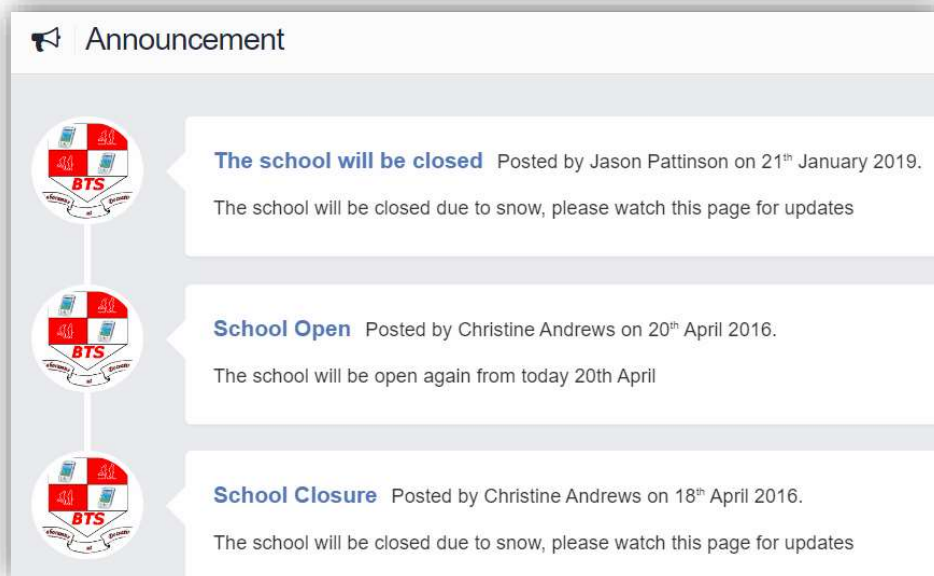 Announcement
BTS
The school will be closed Posted by Jason Pattinson on 21th January 2019.
The school will be closed due to snow, please watch this page for updates
BTS
School Open Posted by Christine Andrews on 20th April 2016.
The school will be open again from today 20th April
BTS
School Closure Posted by Christine Andrews on 18th April 2016.
The school will be closed due to snow, please watch this page for updates